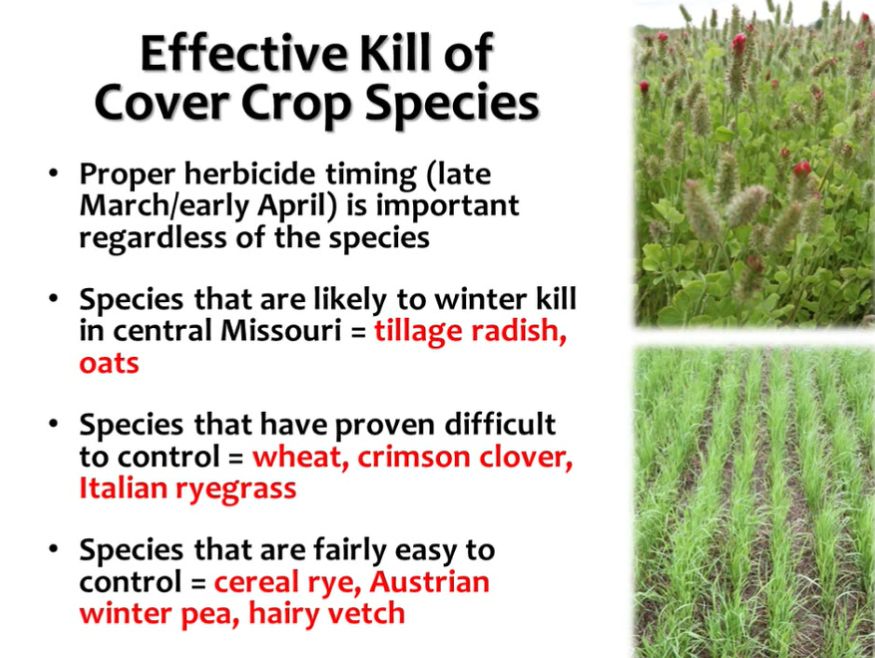 Effective Kill of
Cover Crop Species
• Proper herbicide timing (late
March/early April) is important
regardless of the species
• Species that are likely to winter kill
in central Missouri = tillage radish,
oats
• Species that have proven difficult
to control = wheat, crimson clover,
Italian ryegrass
• Species that are fairly easy to
control = cereal rye, Austrian
winter pea, hairy vetch